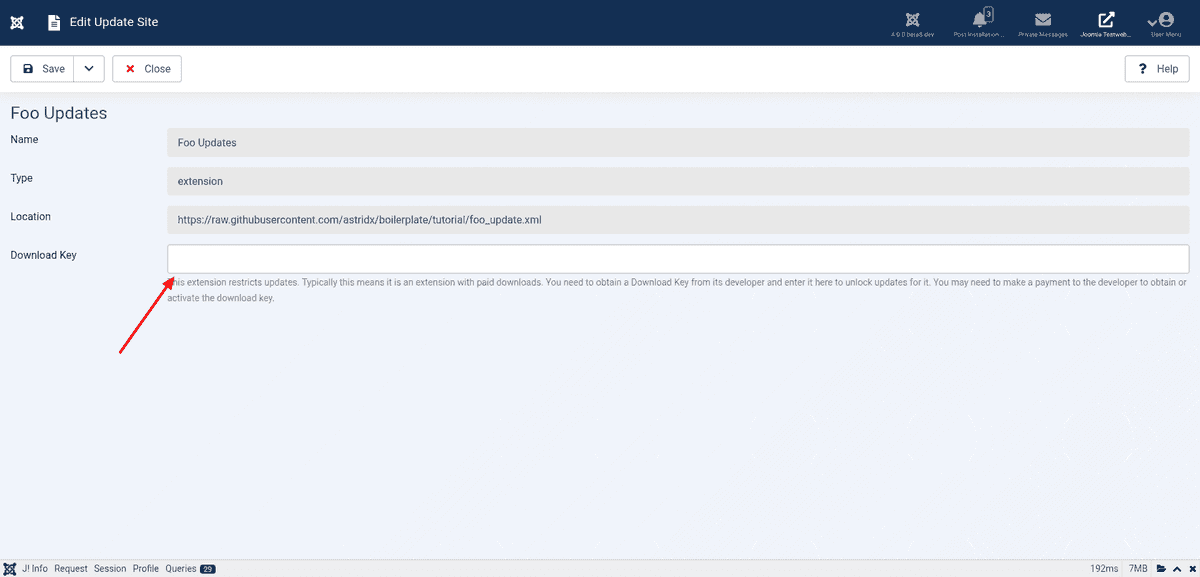 Edit Update Site
4.0.0-beta8-dev
3
Post Installation ...
Private Messages
Joomla Testweb...
User Menu
Save
Close
? Help
Foo Updates
Name
Foo Updates
Type
extension
Location
https://raw.githubusercontent.com/astridx/boilerplate/tutorial/foo_update.xml
Download Key
This extension restricts updates. Typically this means it is an extension with paid downloads. You need to obtain a Download Key from its developer and enter it here to unlock updates for it. You may need to make a payment to the developer to obtain or
activate the download key.
J! Info Request Session Profile Queries 29
192ms 7MB